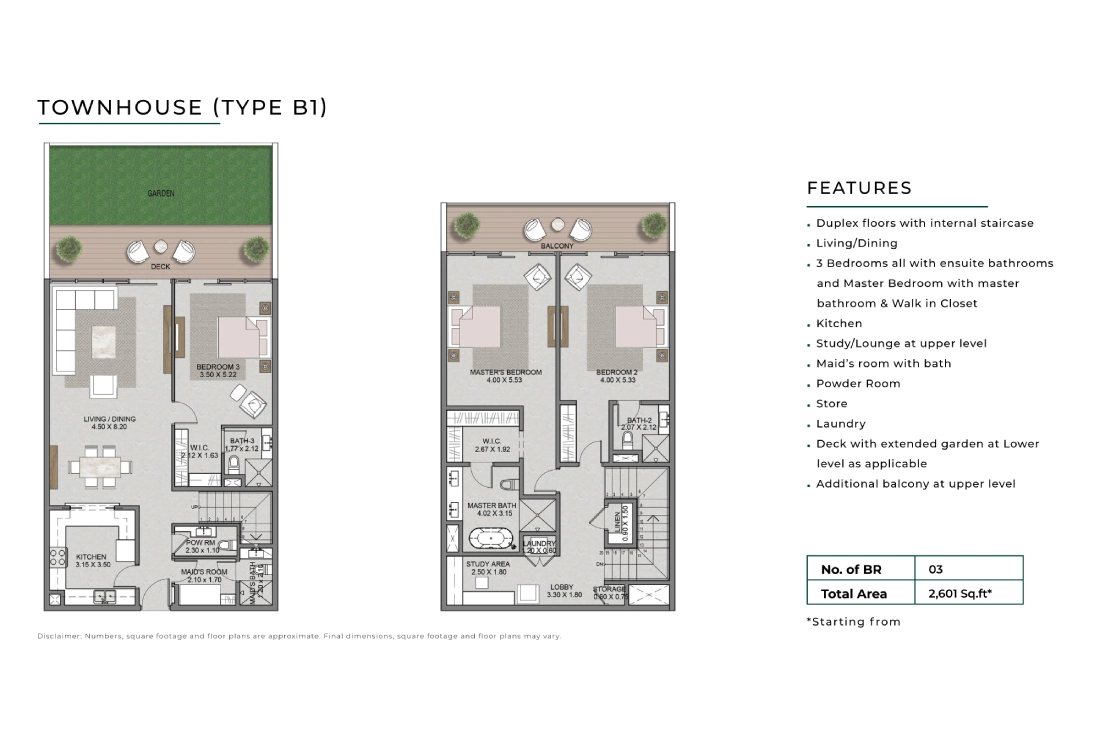 TOWNHOUSE (TYPE B1)
GARDEN
DECK
BEDROOM 3
3.50 X 5.22
LIVING / DINING
4.50 X 8.20
W.I.C.
2.12 X 1.63
BATH-3
1.77 x 2.12
UP
POW RM
2.30 x 1.10
KITCHEN
3.15 X 3.50
MAID'S ROOM
2.10 x 1.70
MAID'S BATH
BALCONY
MASTER'S BEDROOM
4.00 X 5.53
BEDROOM 2
4.00 X 5.33
BATH-2
2.07 X 2.12
W.I.C.
2.67 X 1.92
MASTER BATH
4.02 X 3.15
LINEN
0.90 X 1.50
LAUNDRY
1.20 X 0.60
DN
STUDY AREA
2.50 X 1.80
LOBBY
3.30 X 1.80
STORAGE
0.60 X 0.75
FEATURES
• Duplex floors with internal staircase
• Living/Dining
• 3 Bedrooms all with ensuite bathrooms
and Master Bedroom with master
bathroom & Walk in Closet
• Kitchen
• Study/Lounge at upper level
• Maid's room with bath
• Powder Room
• Store
• Laundry
• Deck with extended garden at Lower
level as applicable
• Additional balcony at upper level
No. of BR 03
Total Area 2,601 Sq.ft*
*Starting from
Disclaimer: Numbers, square footage and floor plans are approximate. Final dimensions, square footage and floor plans may vary.